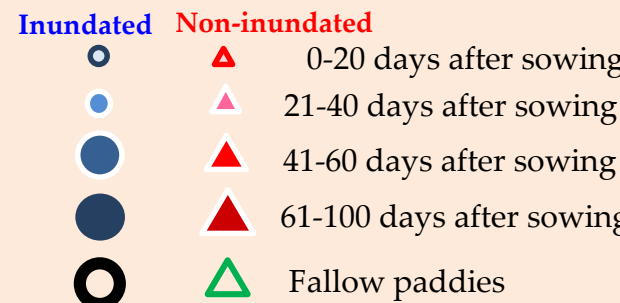 Inundated Non-inundated
0-20 days after sowing
21-40 days after sowing
41-60 days after sowing
61-100 days after sowing
Fallow paddies